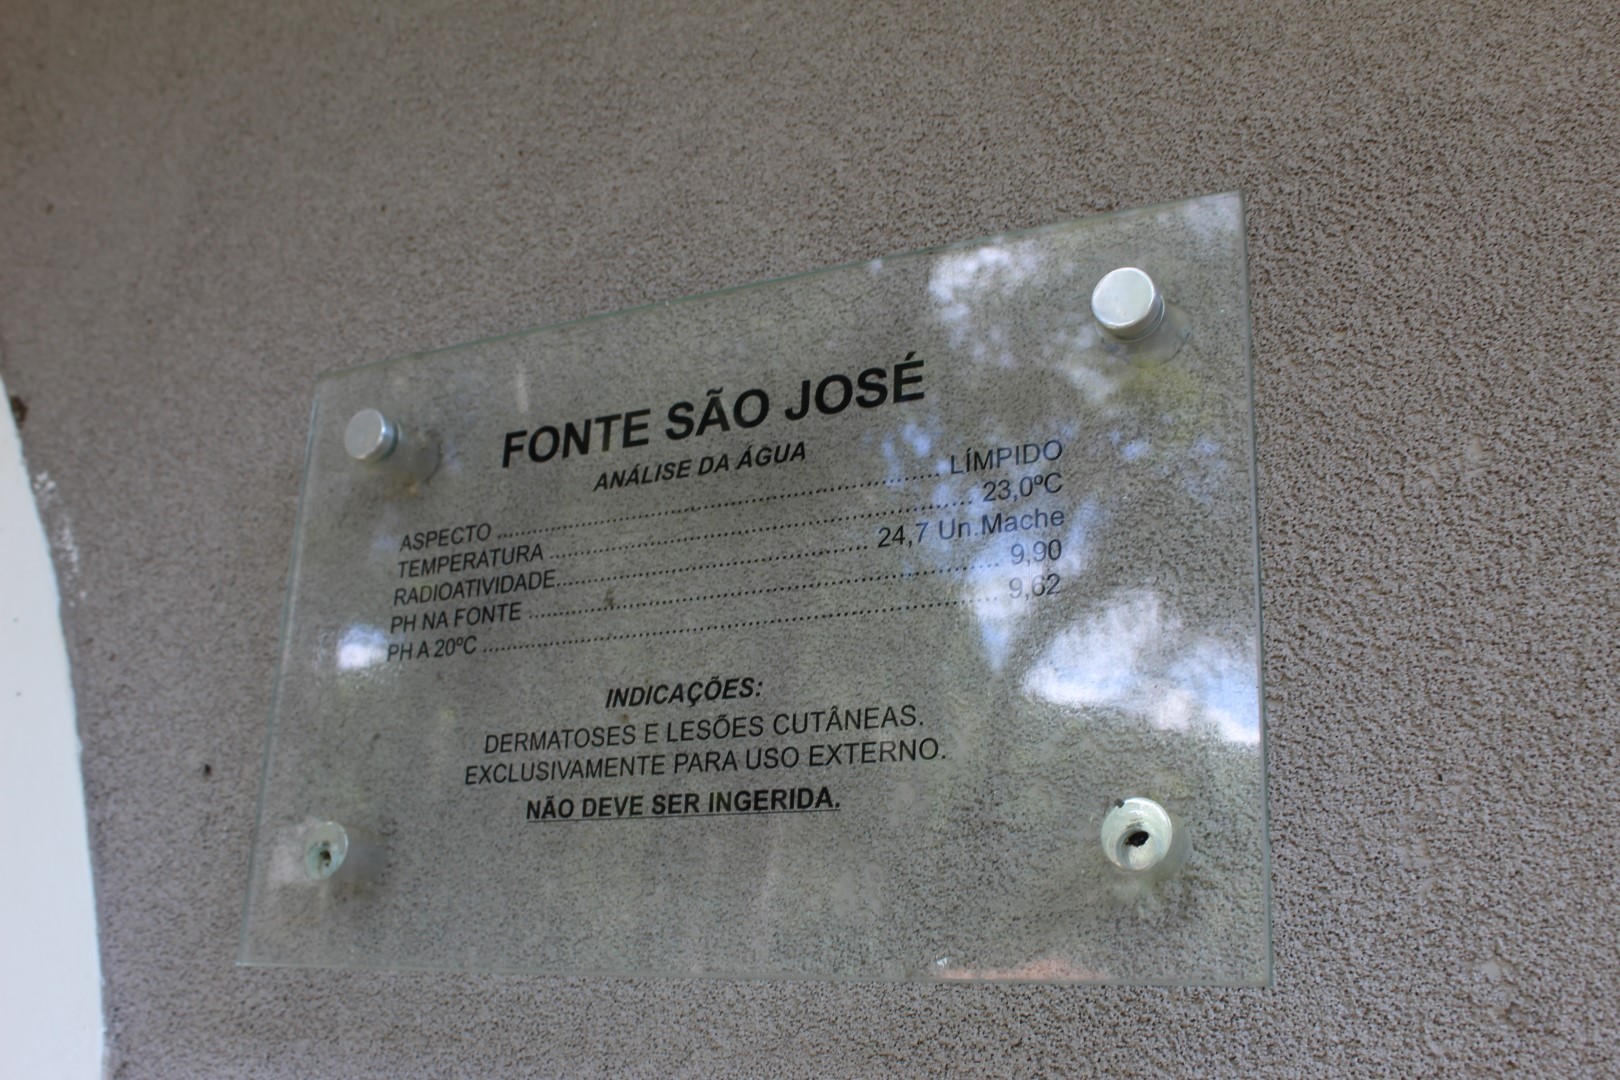 FONTE SÃO JOSÉ
ANÁLISE DA ÁGUA
ASPECTO ........................................................ LÍMPIDO
TEMPERATURA ........................................................ 23,0ºC
RADIOATIVIDADE........................................ 24,7 Un.Mache
PH NA FONTE ........................................................ 9,90
PH A 20ºC ............................................................ 9,62
INDICAÇÕES:
DERMATOSES E LESÕES CUTÂNEAS.
EXCLUSIVAMENTE PARA USO EXTERNO.
NÃO DEVE SER INGERIDA.